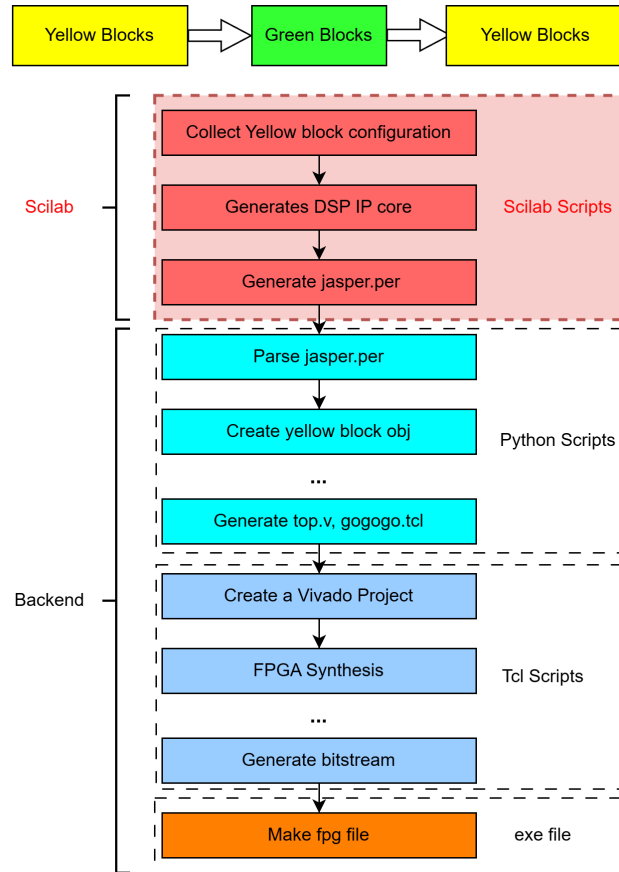 Yellow Blocks
Green Blocks
Yellow Blocks
Collect Yellow block configuration
Scilab
Generates DSP IP core
Scilab Scripts
Generate jasper.per
Parse jasper.per
Create yellow block obj
Python Scripts
...
Generate top.v, gogogo.tcl
Backend
Create a Vivado Project
FPGA Synthesis
Tcl Scripts
...
Generate bitstream
Make fpg file
exe file